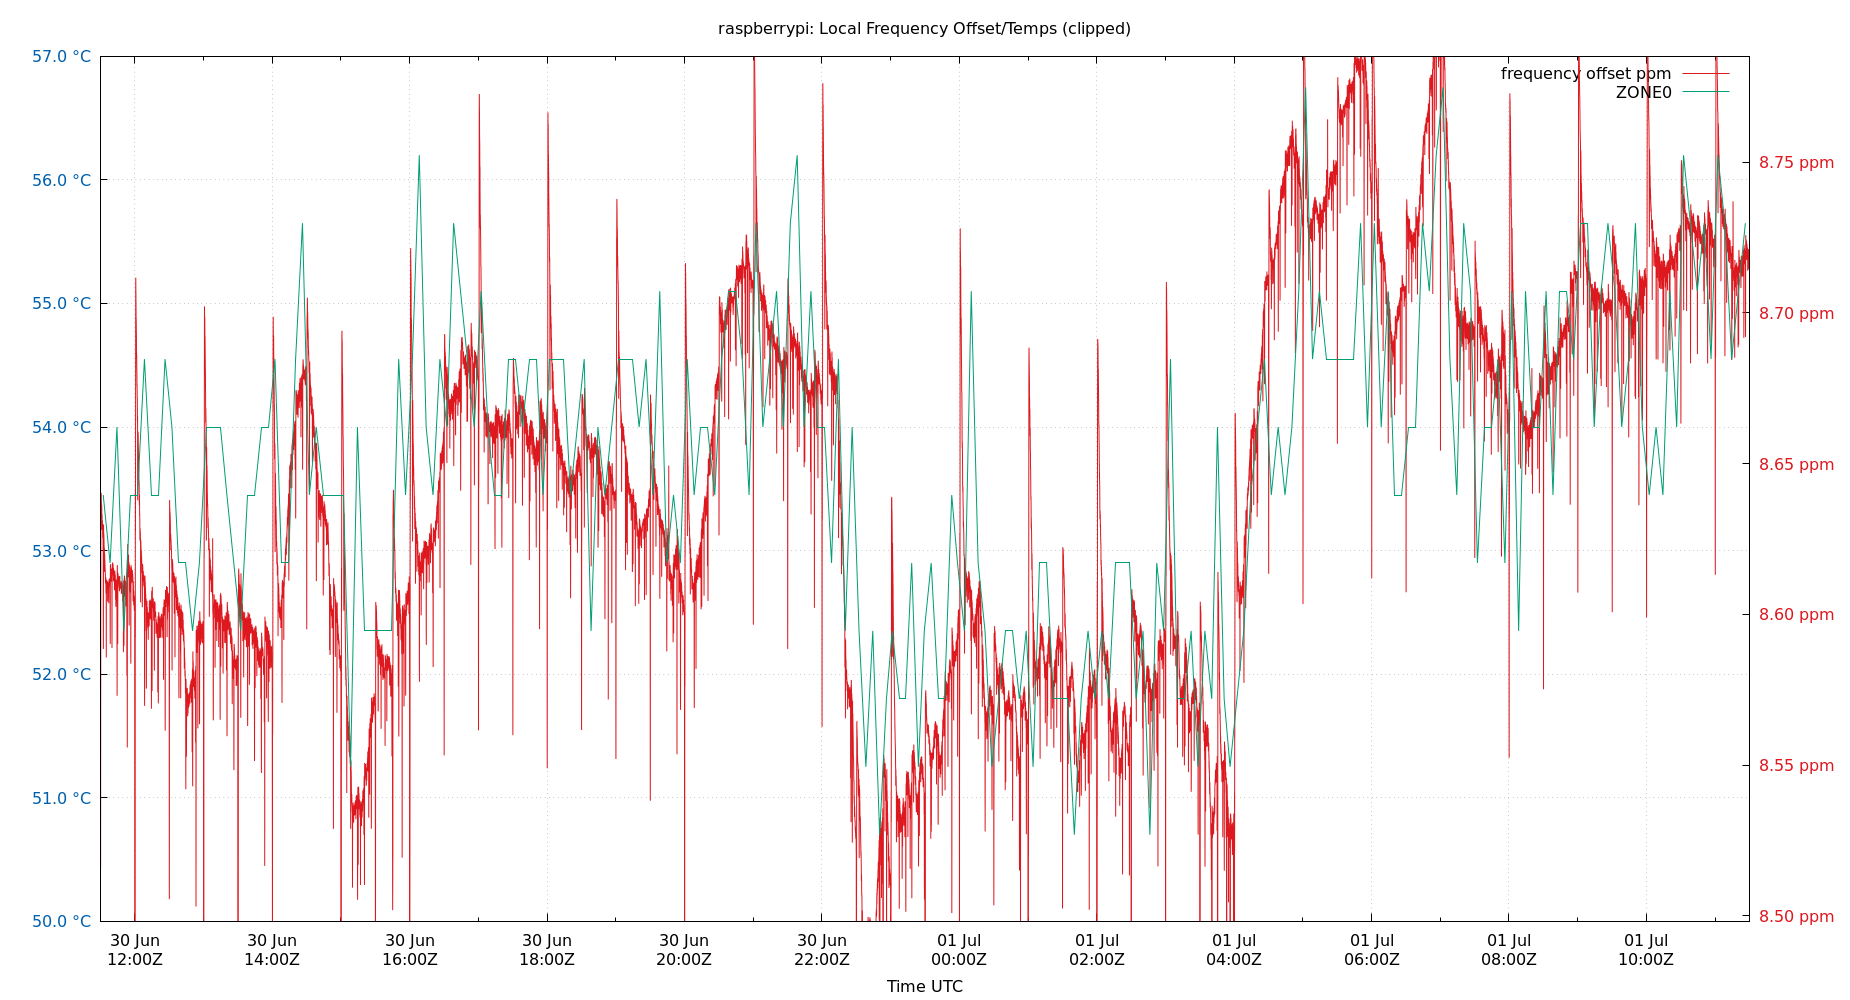 raspberrypi: Local Frequency Offset/Temps (clipped)
57.0 °C
56.0 °C
55.0 °C
54.0 °C
53.0 °C
52.0 °C
51.0 °C
50.0 °C
frequency offset ppm
ZONE0
8.75 ppm
8.70 ppm
8.65 ppm
8.60 ppm
8.55 ppm
8.50 ppm
30 Jun 30 Jun 30 Jun 30 Jun 30 Jun 30 Jun 01 Jul 01 Jul 01 Jul 01 Jul 01 Jul 01 Jul
12:00Z 14:00Z 16:00Z 18:00Z 20:00Z 22:00Z 00:00Z 02:00Z 04:00Z 06:00Z 08:00Z 10:00Z
Time UTC